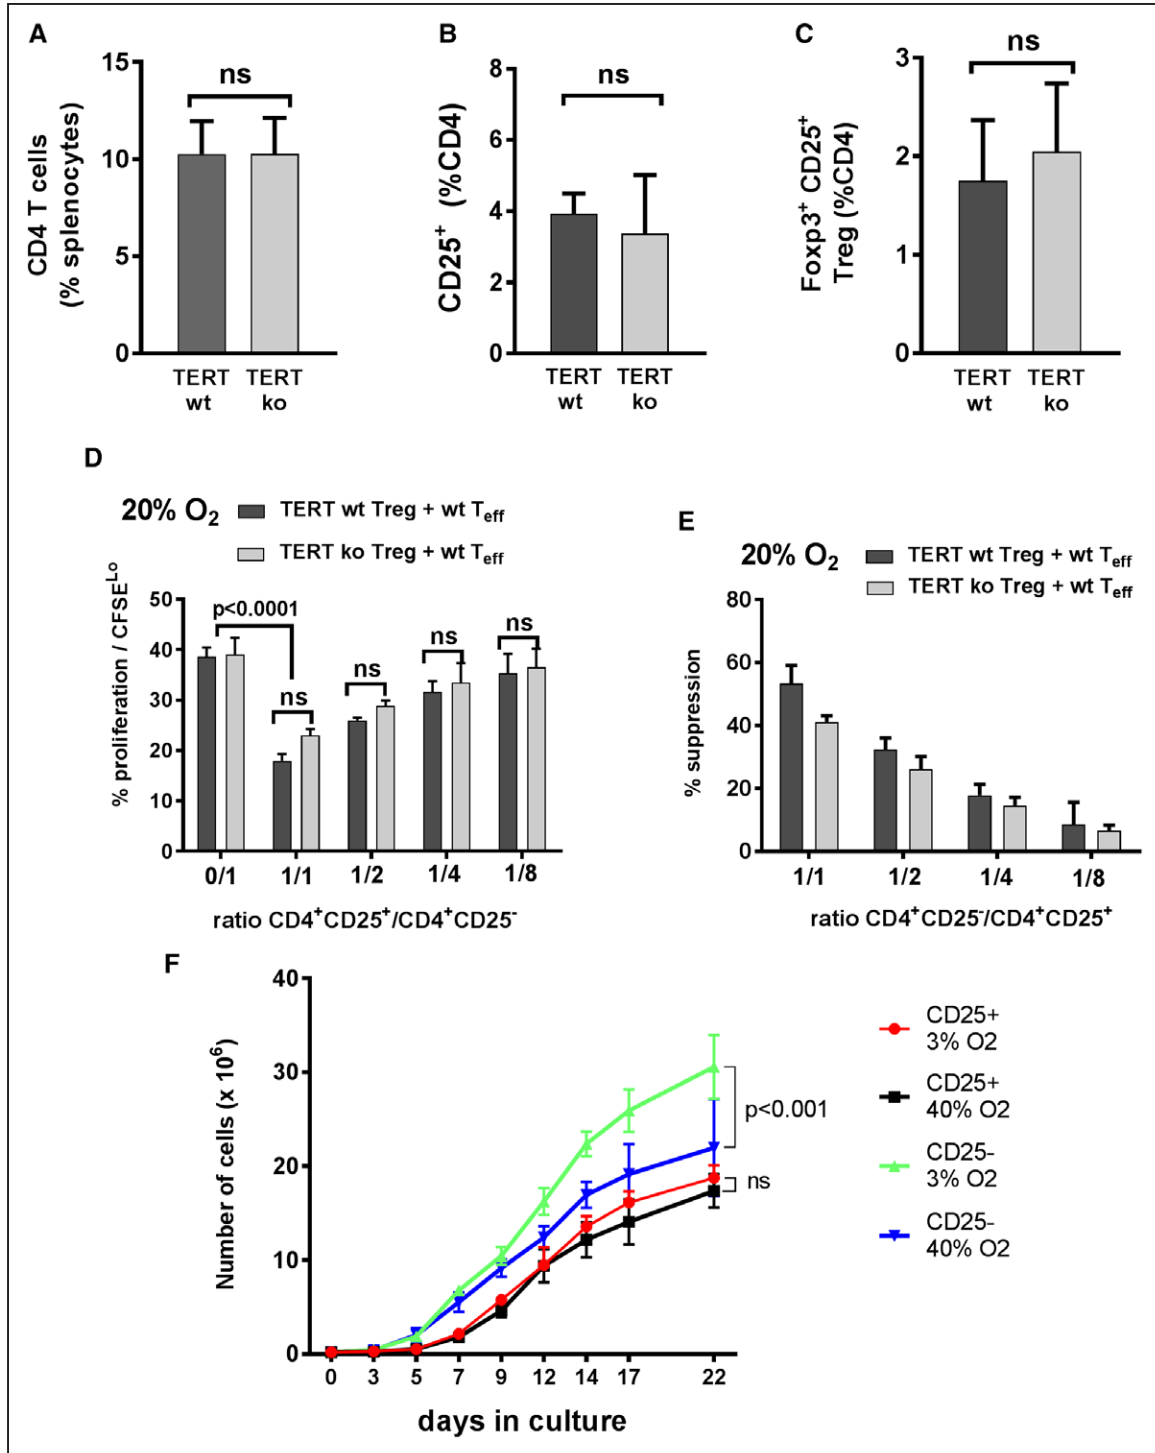 A
15
10
5
0
CD4 T cells
(% splenocytes)
ns
TERT TERT
wt ko
B
8
6
4
2
0
CD25+ (%CD4)
ns
TERT TERT
wt ko
C
3
2
1
0
Foxp3+ CD25+
Treg (%CD4)
ns
TERT TERT
wt ko
D
20% O2
TERT wt Treg + wt Teff
TERT ko Treg + wt Teff
% proliferation / CFSELo
50
40
30
20
10
0
p<0.0001
ns
ns
ns
ns
0/1 1/1 1/2 1/4 1/8
ratio CD4+CD25+/CD4+CD25-
E
20% O2
TERT wt Treg + wt Teff
TERT ko Treg + wt Teff
% suppression
80
60
40
20
0
1/1 1/2 1/4 1/8
ratio CD4+CD25-/CD4+CD25+
F
Number of cells (x 10^6)
40
30
20
10
0
0 3 5 7 9 12 14 17 22
days in culture
p<0.001
ns
CD25+
3% O2
CD25+
40% O2
CD25-
3% O2
CD25-
40% O2